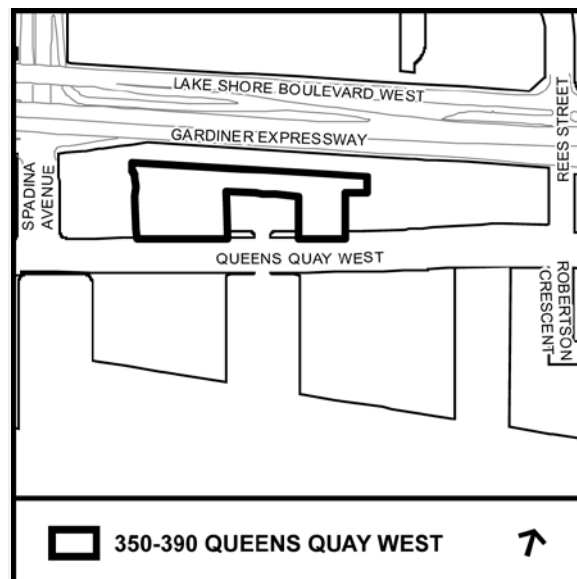 LAKE SHORE BOULEVARD WEST
GARDINER EXPRESSWAY
REES STREET
SPADINA
AVENUE
QUEENS QUAY WEST
ROBERTSON
CRESCENT
350-390 QUEENS QUAY WEST